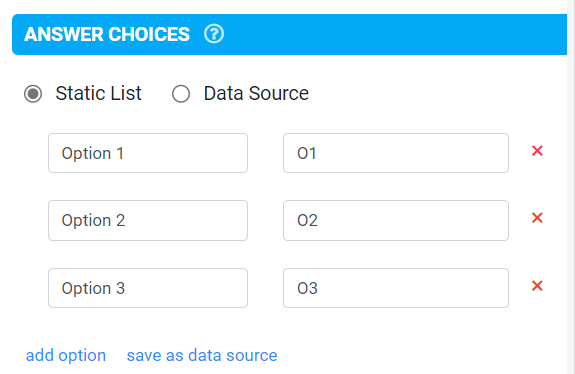 ANSWER CHOICES ?
Static List Data Source
Option 1 O1 ×
Option 2 O2 ×
Option 3 O3 ×
add option save as data source